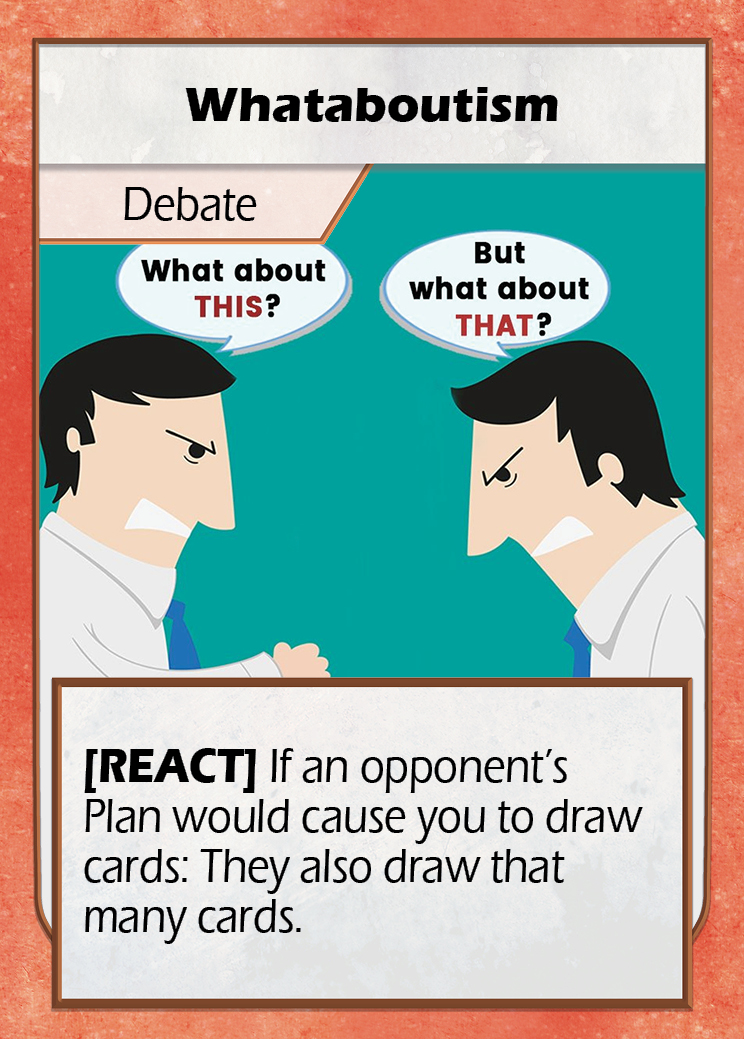 Whataboutism
Debate
What about
THIS?
But
what about
THAT?
[REACT] If an opponent's
Plan would cause you to draw
cards: They also draw that
many cards.